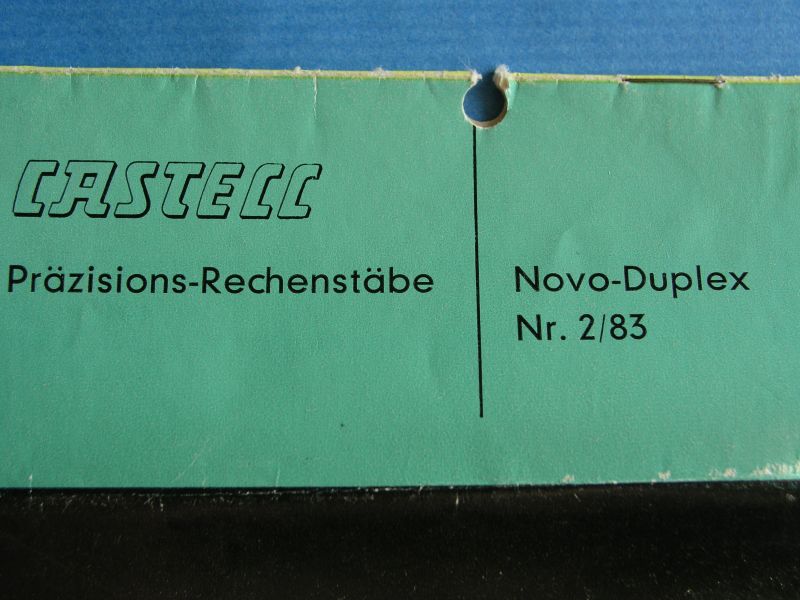 CASTELL
Präzisions-Rechenstäbe
Novo-Duplex
Nr. 2/83